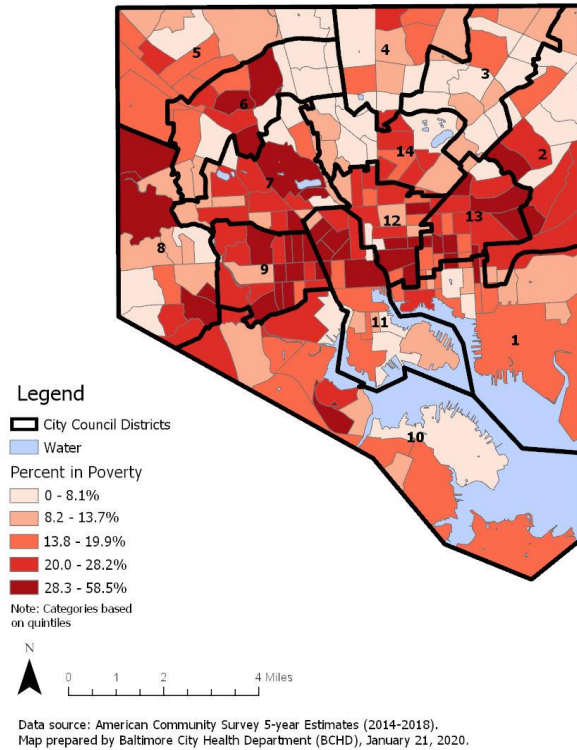 5
4
3
6
2
14
7
12
13
8
9
11
1
10
Legend
City Council Districts
Water
Percent in Poverty
0 - 8.1%
8.2 - 13.7%
13.8 - 19.9%
20.0 - 28.2%
28.3 - 58.5%
Note: Categories based
on quintiles
N
0 1 2 4 Miles
Data source: American Community Survey 5-year Estimates (2014-2018).
Map prepared by Baltimore City Health Department (BCHD), January 21, 2020.